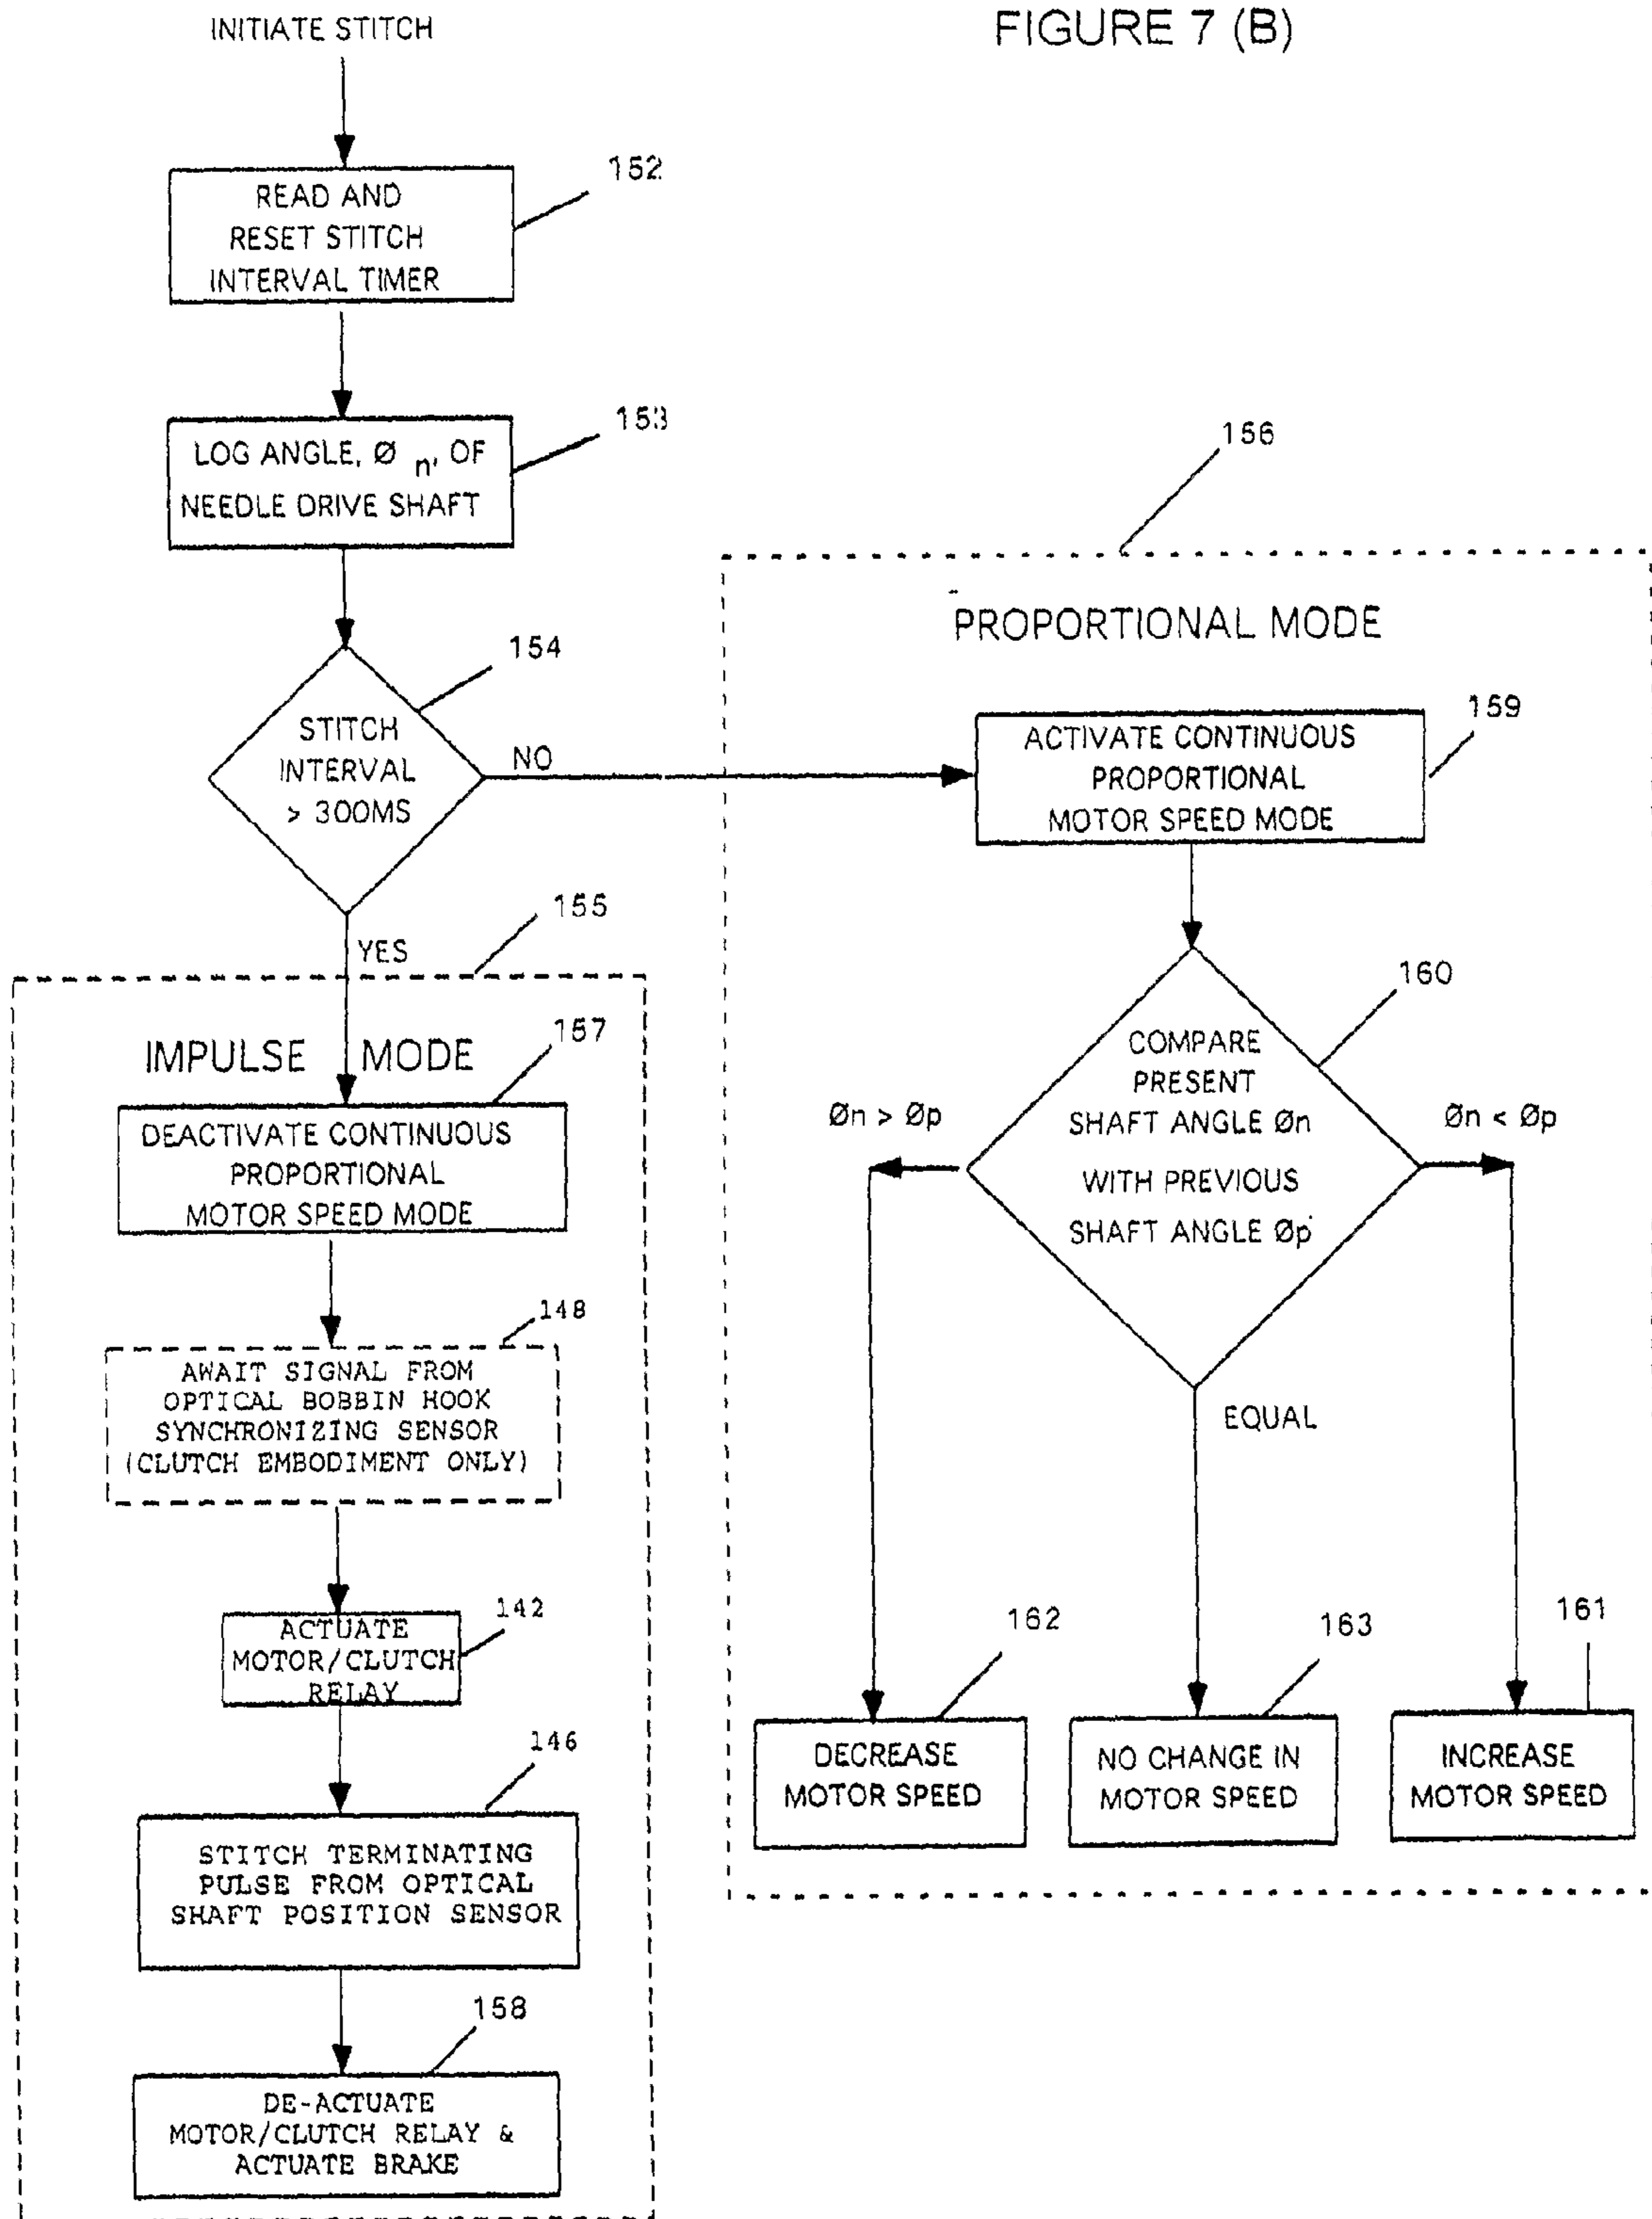 FIGURE 7 (B)
INITIATE STITCH
152
READ AND
RESET STITCH
INTERVAL TIMER
153
LOG ANGLE, Ø n, OF
NEEDLE DRIVE SHAFT
154
STITCH
INTERVAL
> 300MS
NO
YES
155
IMPULSE MODE
157
DEACTIVATE CONTINUOUS
PROPORTIONAL
MOTOR SPEED MODE
148
AWAIT SIGNAL FROM
OPTICAL BOBBIN HOOK
SYNCHRONIZING SENSOR
(CLUTCH EMBODIMENT ONLY)
142
ACTUATE
MOTOR/CLUTCH
RELAY
146
STITCH TERMINATING
PULSE FROM OPTICAL
SHAFT POSITION SENSOR
158
DE-ACTUATE
MOTOR/CLUTCH RELAY &
ACTUATE BRAKE
156
PROPORTIONAL MODE
159
ACTIVATE CONTINUOUS
PROPORTIONAL
MOTOR SPEED MODE
160
COMPARE
PRESENT
SHAFT ANGLE Øn
WITH PREVIOUS
SHAFT ANGLE Øp
Øn > Øp
Øn < Øp
EQUAL
162
DECREASE
MOTOR SPEED
163
NO CHANGE IN
MOTOR SPEED
161
INCREASE
MOTOR SPEED